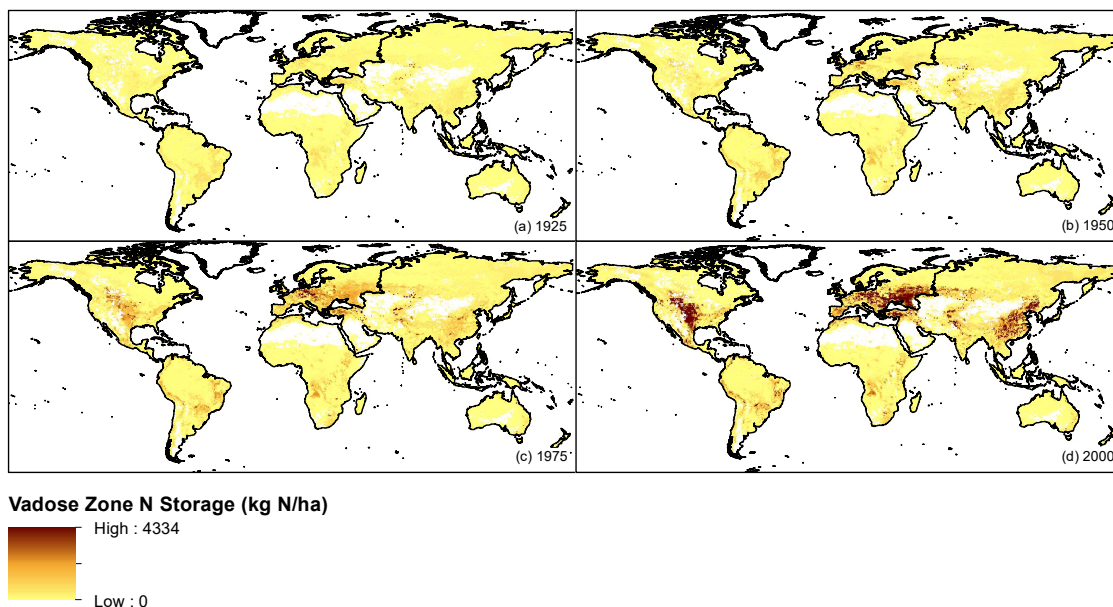 (a) 1925
(b) 1950
(c) 1975
(d) 2000
Vadose Zone N Storage (kg N/ha)
High : 4334
Low : 0